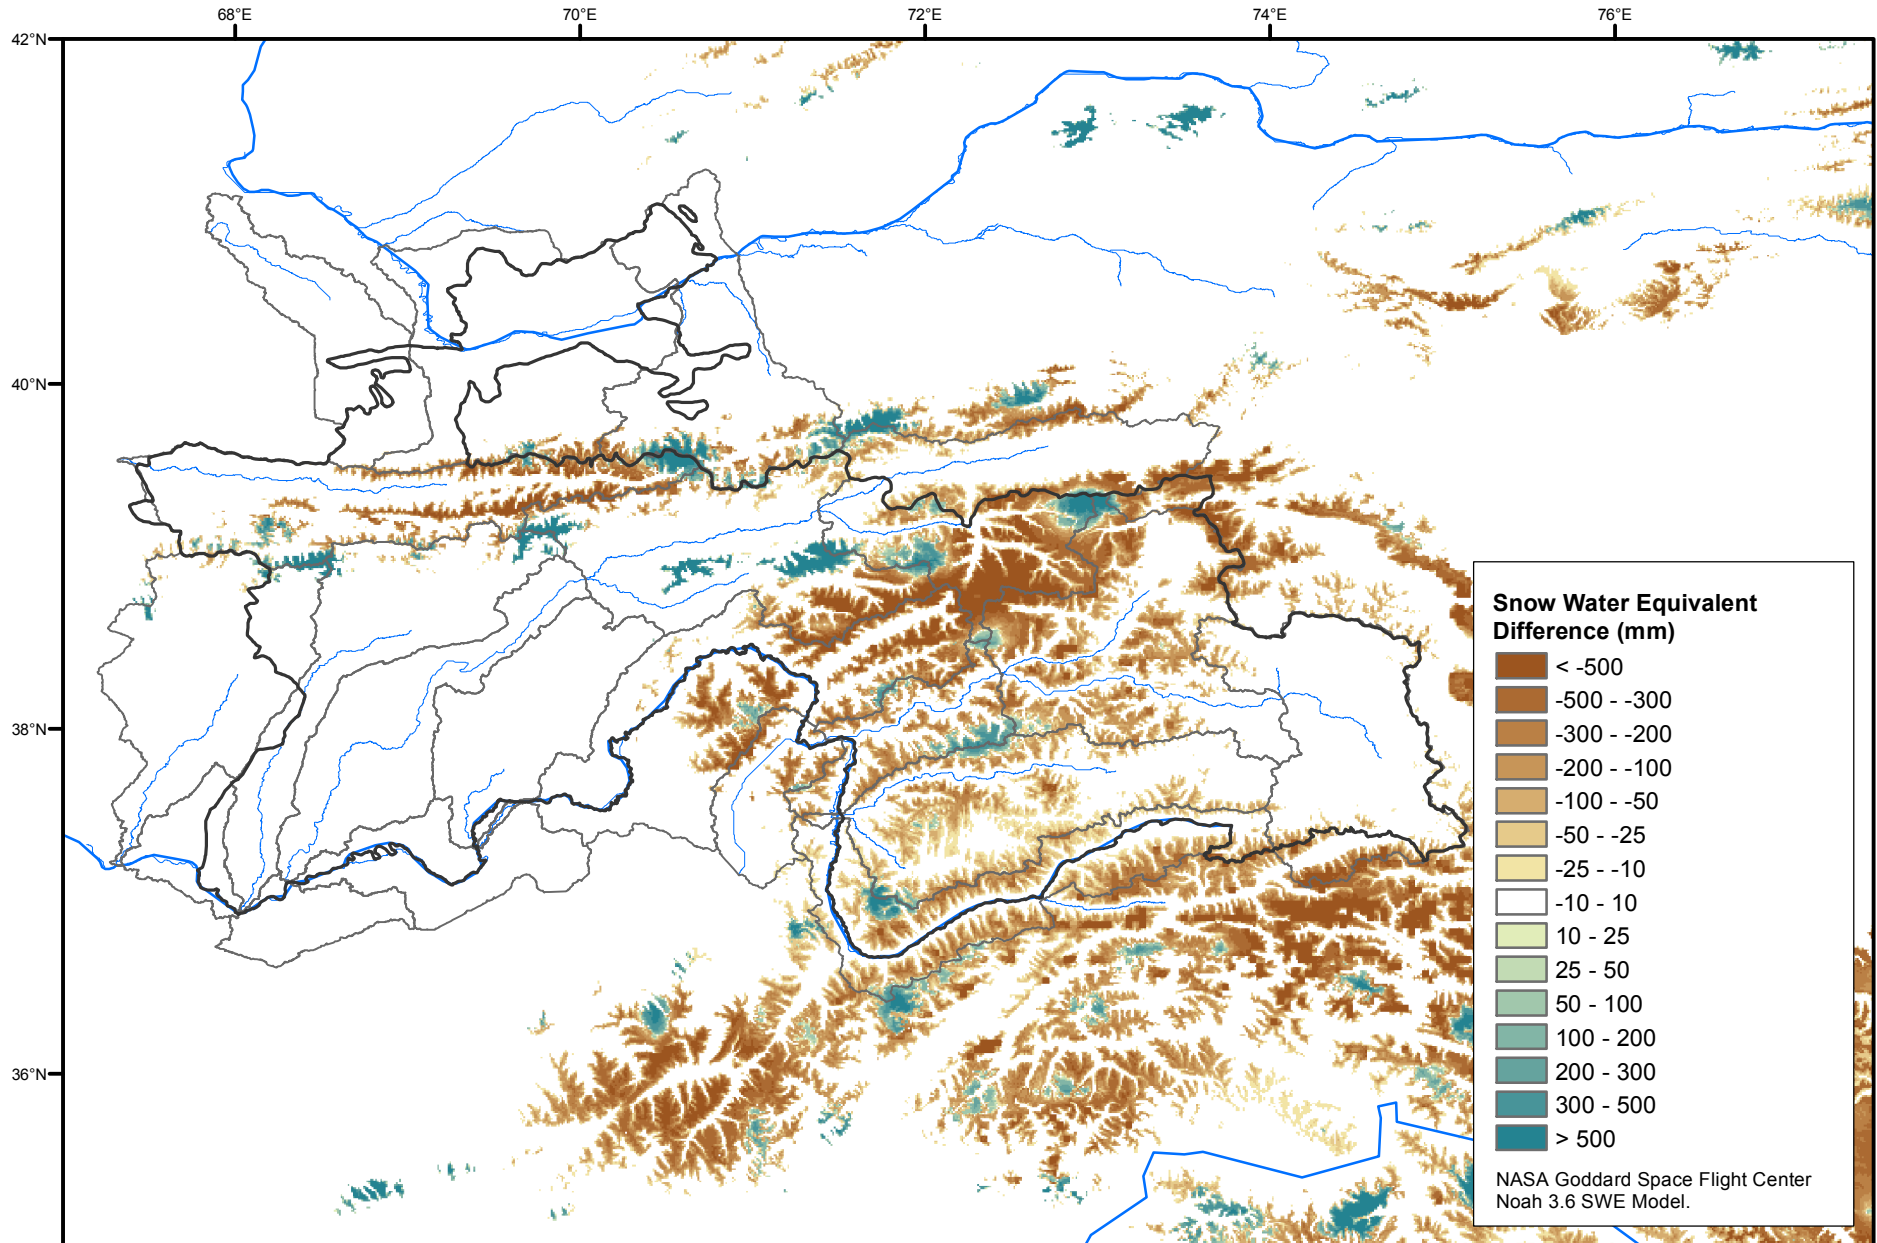 68°E
70°E
72°E
74°E
76°E
42°N
40°N
38°N
36°N
Snow Water Equivalent
Difference (mm)
< -500
-500 - -300
-300 - -200
-200 - -100
-100 - -50
-50 - -25
-25 - -10
-10 - 10
10 - 25
25 - 50
50 - 100
100 - 200
200 - 300
300 - 500
> 500
NASA Goddard Space Flight Center
Noah 3.6 SWE Model.